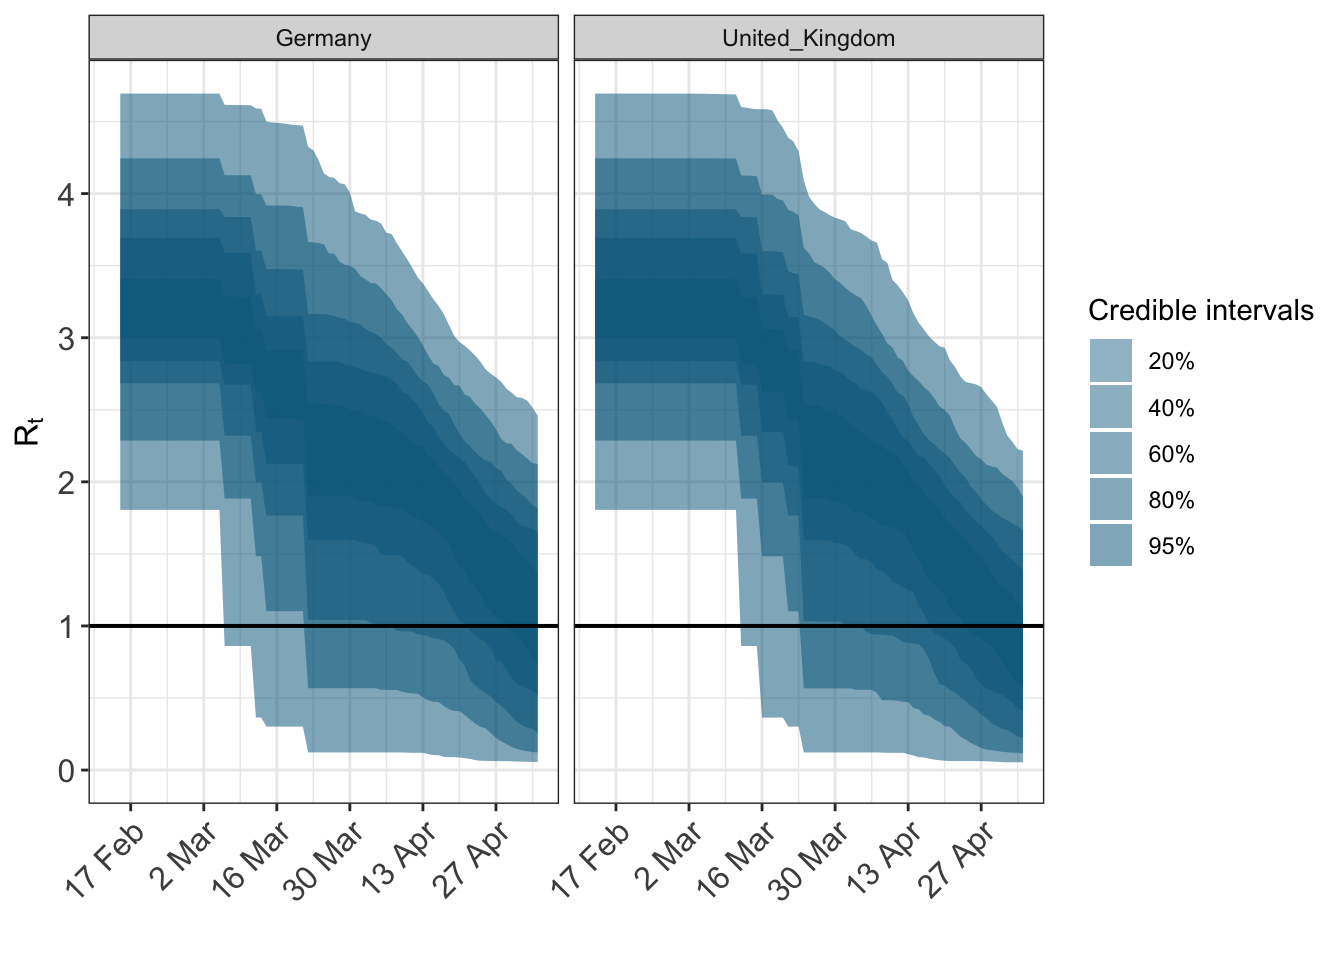 Germany
United_Kingdom
Rt
4
3
2
1
0
17 Feb
2 Mar
16 Mar
30 Mar
13 Apr
27 Apr
17 Feb
2 Mar
16 Mar
30 Mar
13 Apr
27 Apr
Credible intervals
20%
40%
60%
80%
95%